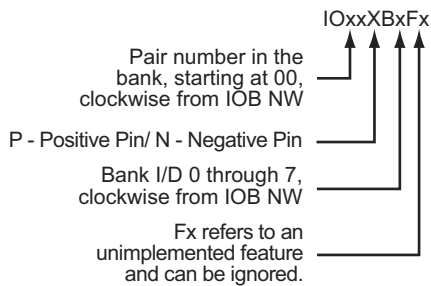 IOxxXBxFx
Pair number in the
bank, starting at 00,
clockwise from IOB NW
P - Positive Pin/ N - Negative Pin
Bank I/D 0 through 7,
clockwise from IOB NW
Fx refers to an
unimplemented feature
and can be ignored.